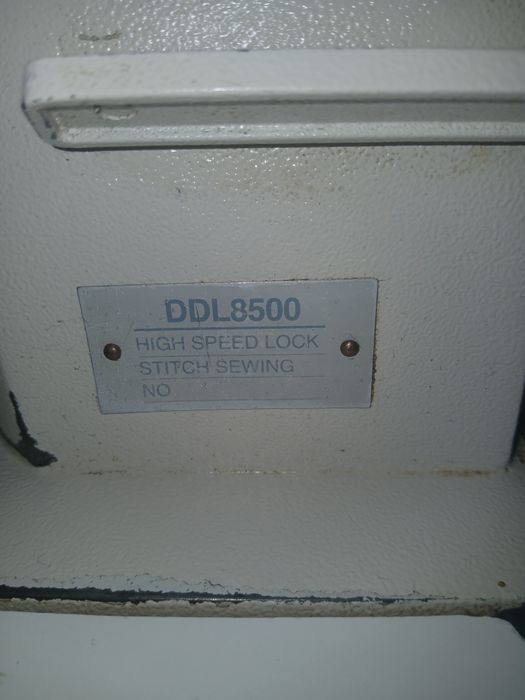 DDL8500
HIGH SPEED LOCK
STITCH SEWING
NO